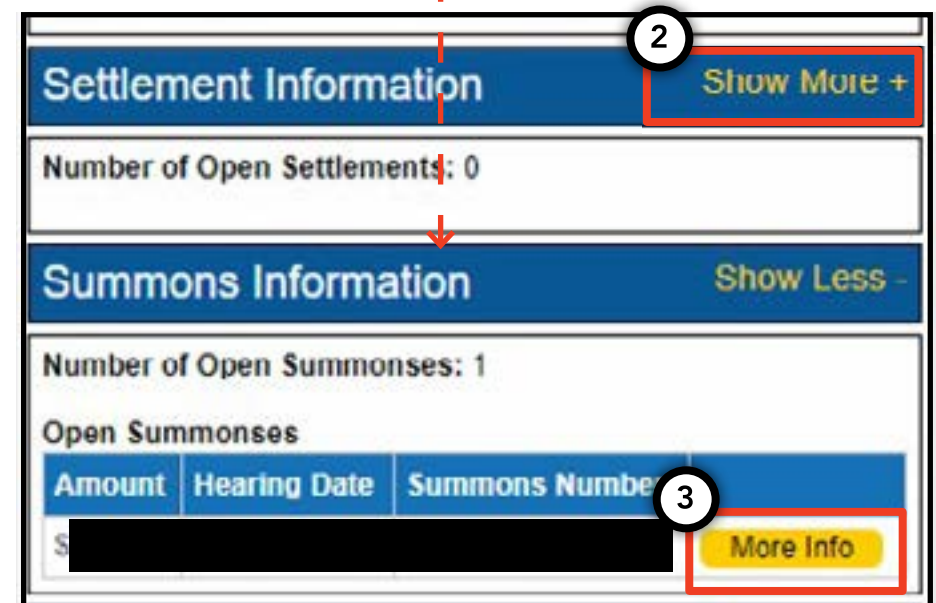 2
Settlement Information Show More +
Number of Open Settlements: 0
Summons Information Show Less -
Number of Open Summonses: 1
Open Summonses
Amount Hearing Date Summons Number
3
$ More Info